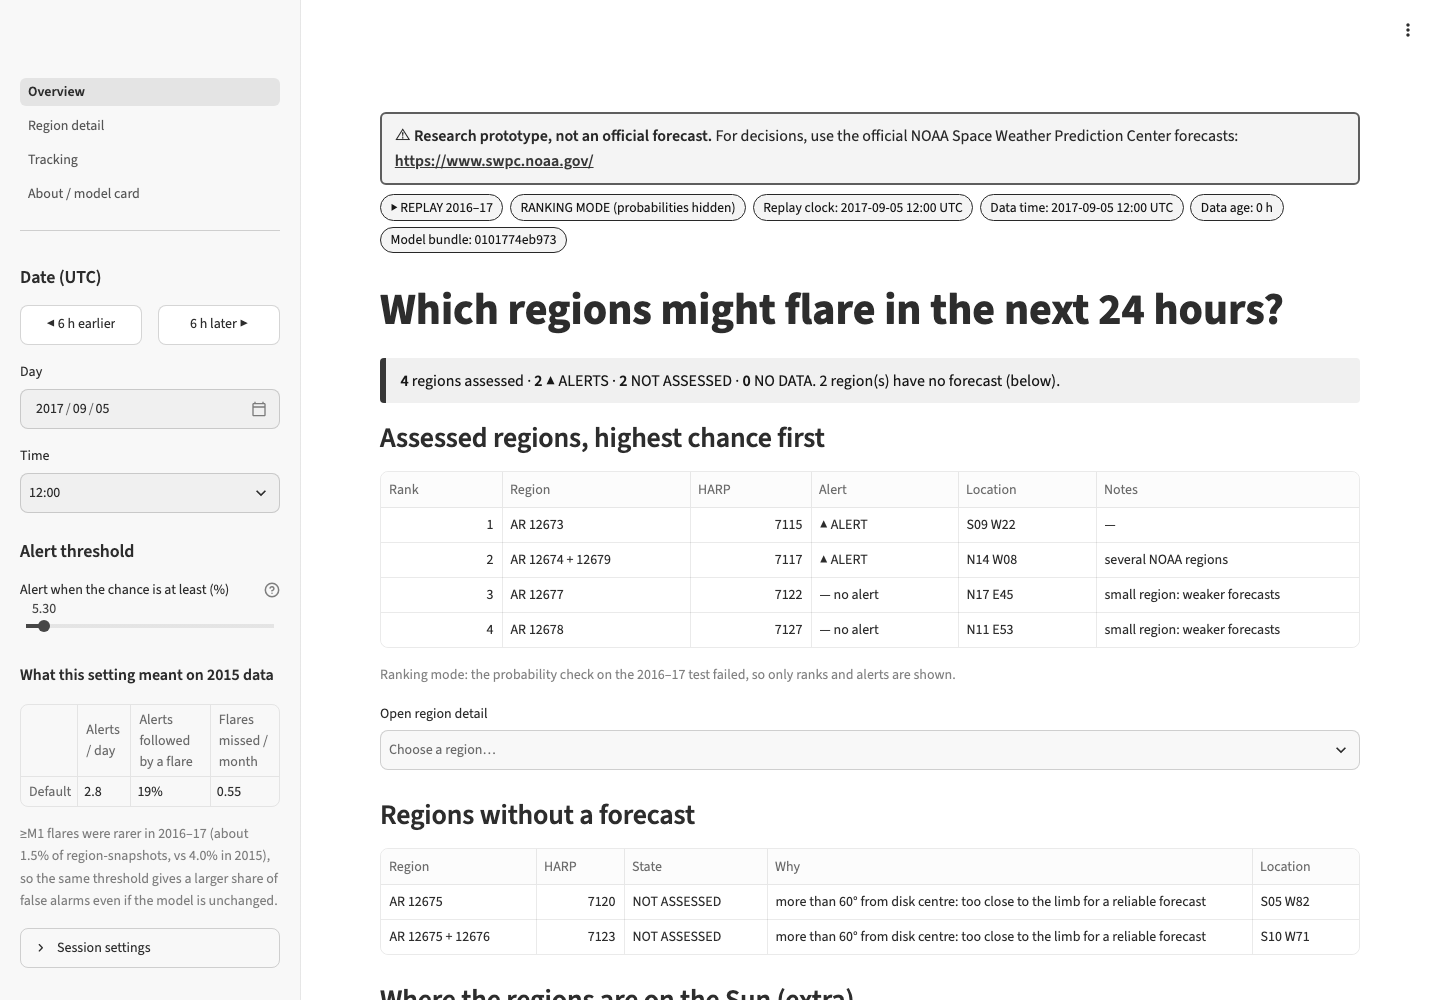 Overview
Region detail
Tracking
About / model card
Date (UTC)
◂ 6 h earlier
6 h later ▸
Day
2017 / 09 / 05
Time
12:00
Alert threshold
Alert when the chance is at least (%)
5.30
What this setting meant on 2015 data
Alerts / day
Alerts followed by a flare
Flares missed / month
Default 2.8 19% 0.55
≥M1 flares were rarer in 2016–17 (about
1.5% of region-snapshots, vs 4.0% in 2015),
so the same threshold gives a larger share of
false alarms even if the model is unchanged.
Session settings
⚠ Research prototype, not an official forecast. For decisions, use the official NOAA Space Weather Prediction Center forecasts:
https://www.swpc.noaa.gov/
▸ REPLAY 2016–17
RANKING MODE (probabilities hidden)
Replay clock: 2017-09-05 12:00 UTC
Data time: 2017-09-05 12:00 UTC
Data age: 0 h
Model bundle: 0101774eb973
Which regions might flare in the next 24 hours?
4 regions assessed · 2 ▲ ALERTS · 2 NOT ASSESSED · 0 NO DATA. 2 region(s) have no forecast (below).
Assessed regions, highest chance first
Rank Region HARP Alert Location Notes
1 AR 12673 7115 ▲ ALERT S09 W22 —
2 AR 12674 + 12679 7117 ▲ ALERT N14 W08 several NOAA regions
3 AR 12677 7122 — no alert N17 E45 small region: weaker forecasts
4 AR 12678 7127 — no alert N11 E53 small region: weaker forecasts
Ranking mode: the probability check on the 2016–17 test failed, so only ranks and alerts are shown.
Open region detail
Choose a region…
Regions without a forecast
Region HARP State Why Location
AR 12675 7120 NOT ASSESSED more than 60° from disk centre: too close to the limb for a reliable forecast S05 W82
AR 12675 + 12676 7123 NOT ASSESSED more than 60° from disk centre: too close to the limb for a reliable forecast S10 W71
Where the regions are on the Sun (extra)